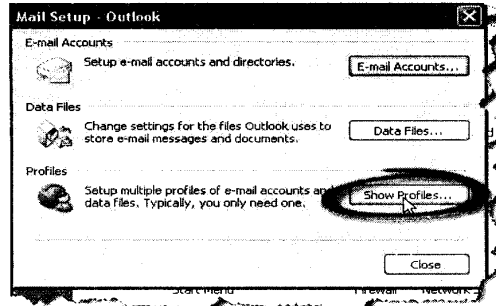 Mail Setup - Outlook
E-mail Accounts
Setup e-mail accounts and directories.
E-mail Accounts...
Data Files
Change settings for the files Outlook uses to
store e-mail messages and documents.
Data Files...
Profiles
Setup multiple profiles of e-mail accounts and
data files. Typically, you only need one.
Show Profiles...
Close
Start Menu
Firewall
Network